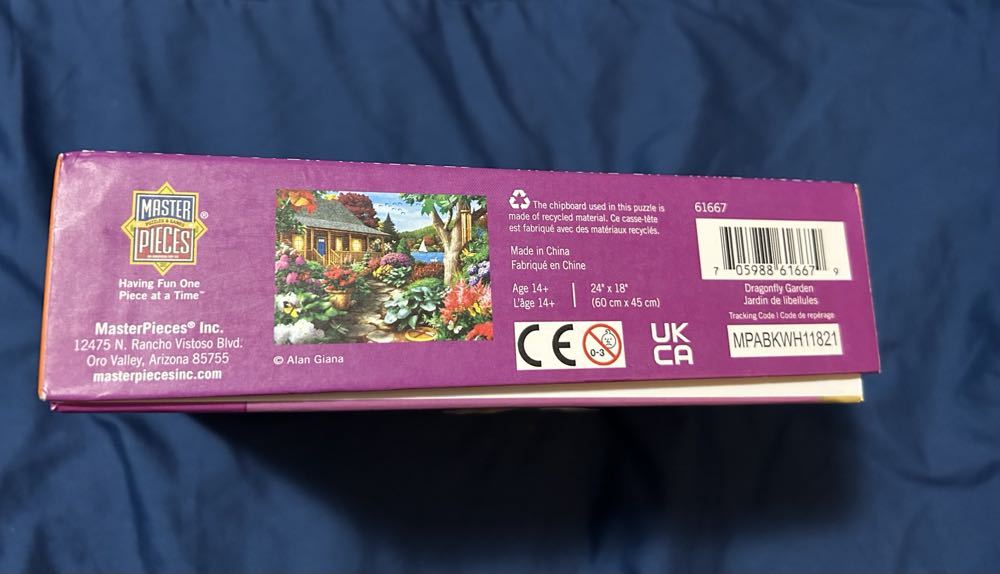 MASTER
PUZZLES & GAMES
PIECES
®
Having Fun One
Piece at a Time™
MasterPieces® Inc.
12475 N. Rancho Vistoso Blvd.
Oro Valley, Arizona 85755
masterpiecesinc.com
© Alan Giana
The chipboard used in this puzzle is
made of recycled material. Ce casse-tête
est fabriqué avec des matériaux recyclés.
Made in China
Fabriqué en Chine
Age 14+
L'âge 14+
24" x 18"
(60 cm x 45 cm)
CE
0-3
UK
CA
61667
7 05988 61667 9
Dragonfly Garden
Jardin de libellules
Tracking Code | Code de repérage
MPABKWH11821